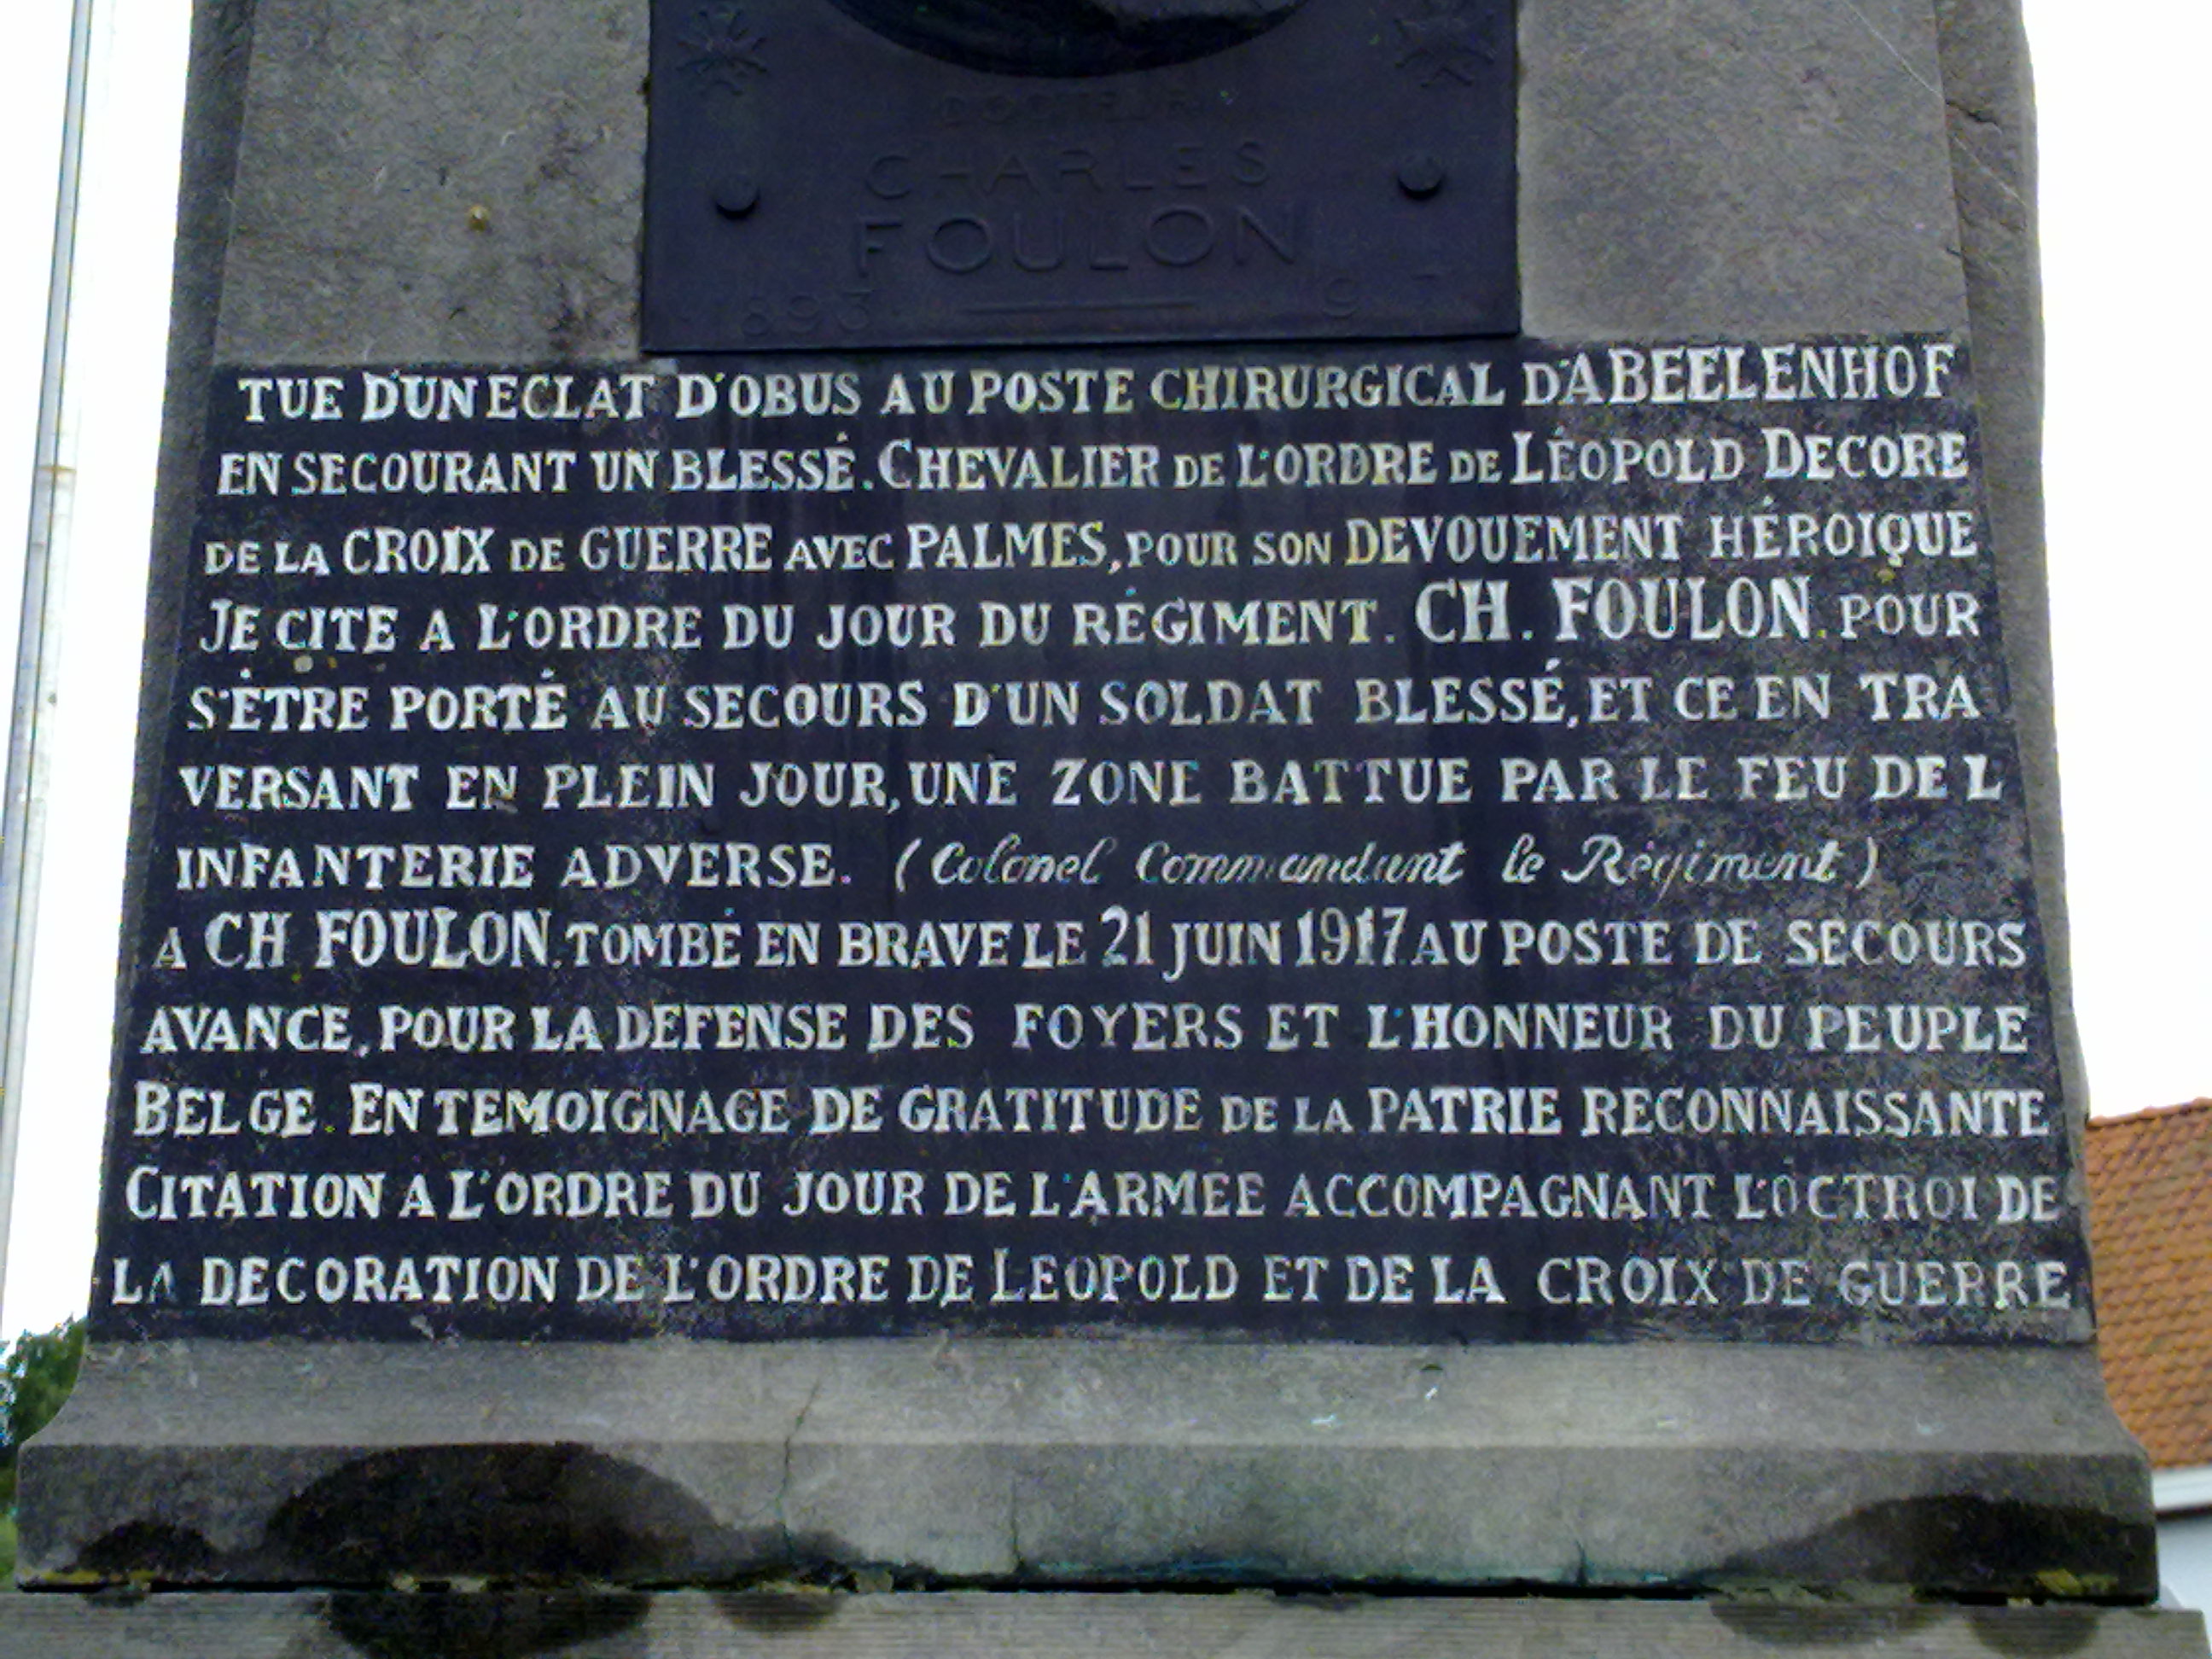 DOCTEUR
CHARLES
FOULON
TUE D'UN ECLAT D'OBUS AU POSTE CHIRURGICAL D'ABEELENHOF
EN SECOURANT UN BLESSÉ. CHEVALIER DE L'ORDRE DE LÉOPOLD DECORE
DE LA CROIX DE GUERRE AVEC PALMES, POUR SON DEVOUEMENT HÉROIQUE
JE CITE A L'ORDRE DU JOUR DU RÉGIMENT. CH. FOULON. POUR
S'ÉTRE PORTÉ AU SECOURS D'UN SOLDAT BLESSÉ, ET CE EN TRA
VERSANT EN PLEIN JOUR, UNE ZONE BATTUE PAR LE FEU DE L
INFANTERIE ADVERSE. (Colonel Commandant le Régiment)
A CH FOULON. TOMBÉ EN BRAVE LE 21 JUIN 1917 AU POSTE DE SECOURS
AVANCE, POUR LA DEFENSE DES FOYERS ET L'HONNEUR DU PEUPLE
BELGE. EN TEMOIGNAGE DE GRATITUDE DE LA PATRIE RECONNAISSANTE
CITATION A L'ORDRE DU JOUR DE L'ARMEE ACCOMPAGNANT L'OCTROI DE
LA DECORATION DE L'ORDRE DE LEOPOLD ET DE LA CROIX DE GUERRE